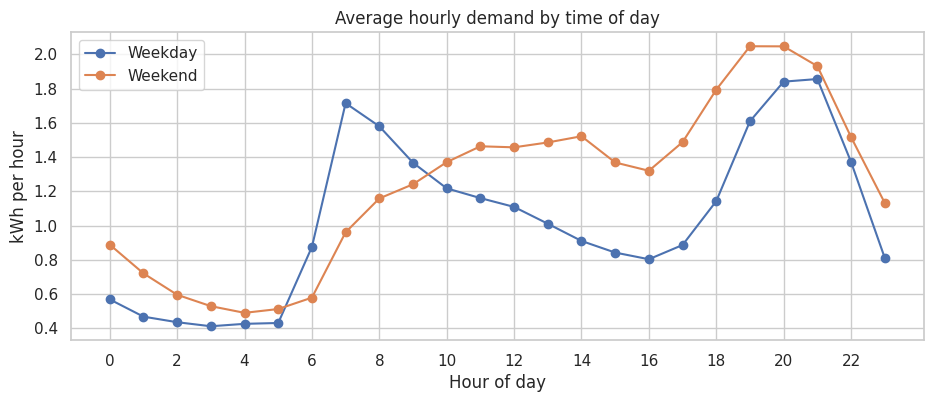 Average hourly demand by time of day
Weekday
Weekend
kWh per hour
2.0
1.8
1.6
1.4
1.2
1.0
0.8
0.6
0.4
0 2 4 6 8 10 12 14 16 18 20 22
Hour of day